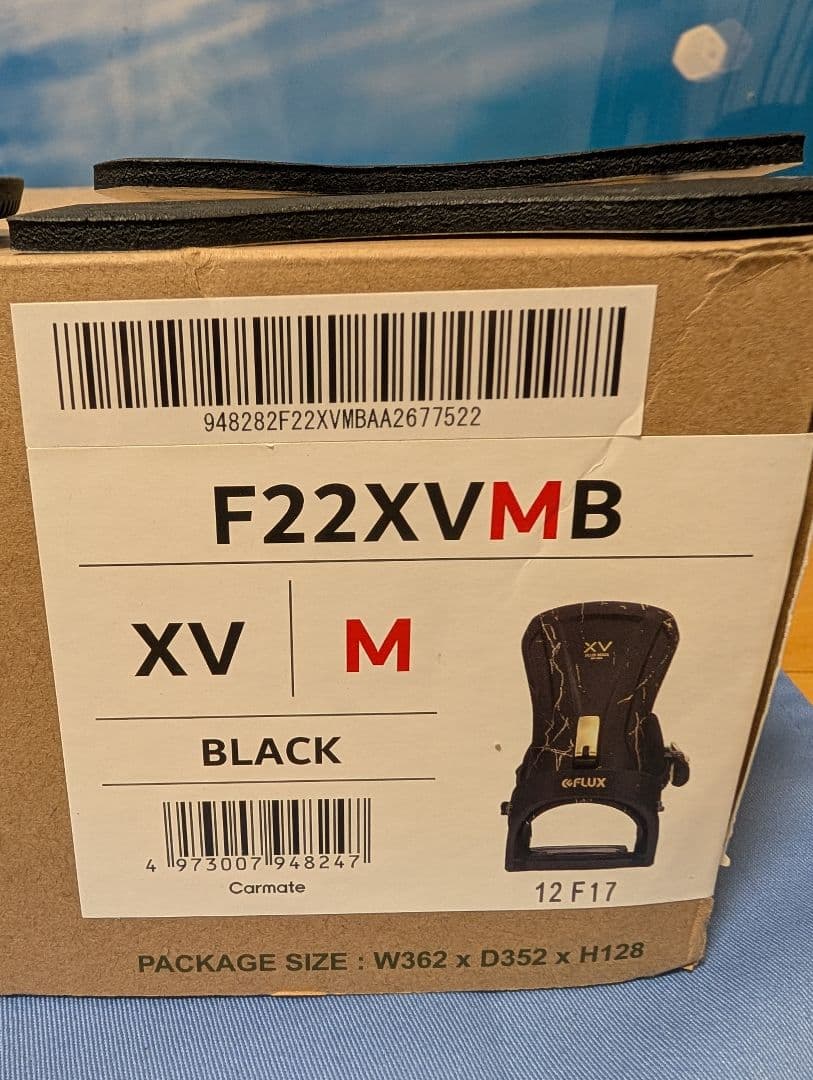 948282F22XVMBAA2677522
F22XVMB
XV
M
BLACK
XV
FLUX
4 973007 948247
Carmate
12 F17
PACKAGE SIZE : W362 x D352 x H128